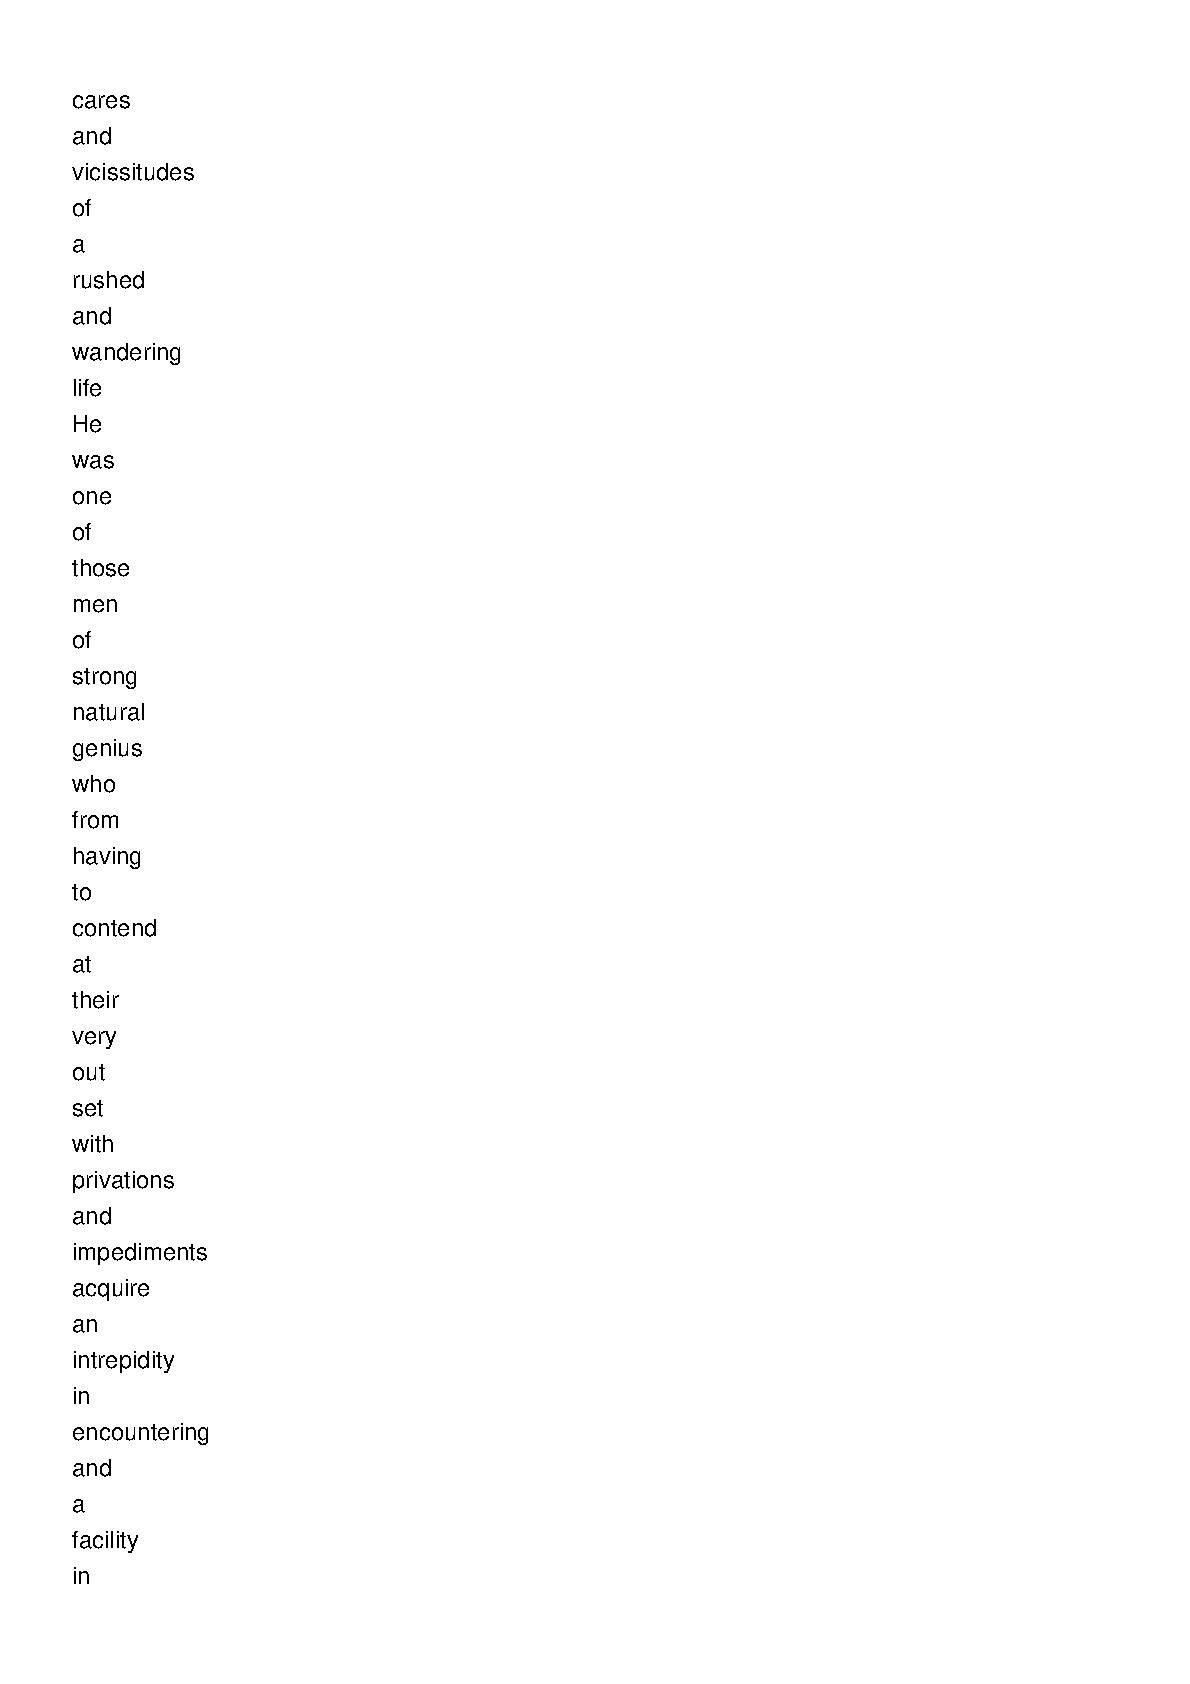 cares
and
vicissitudes
of
a
rushed
and
wandering
life
He
was
one
of
those
men
of
strong
natural
genius
who
from
having
to
contend
at
their
very
out
set
with
privations
and
impediments
acquire
an
intrepidity
in
encountering
and
a
facility
in